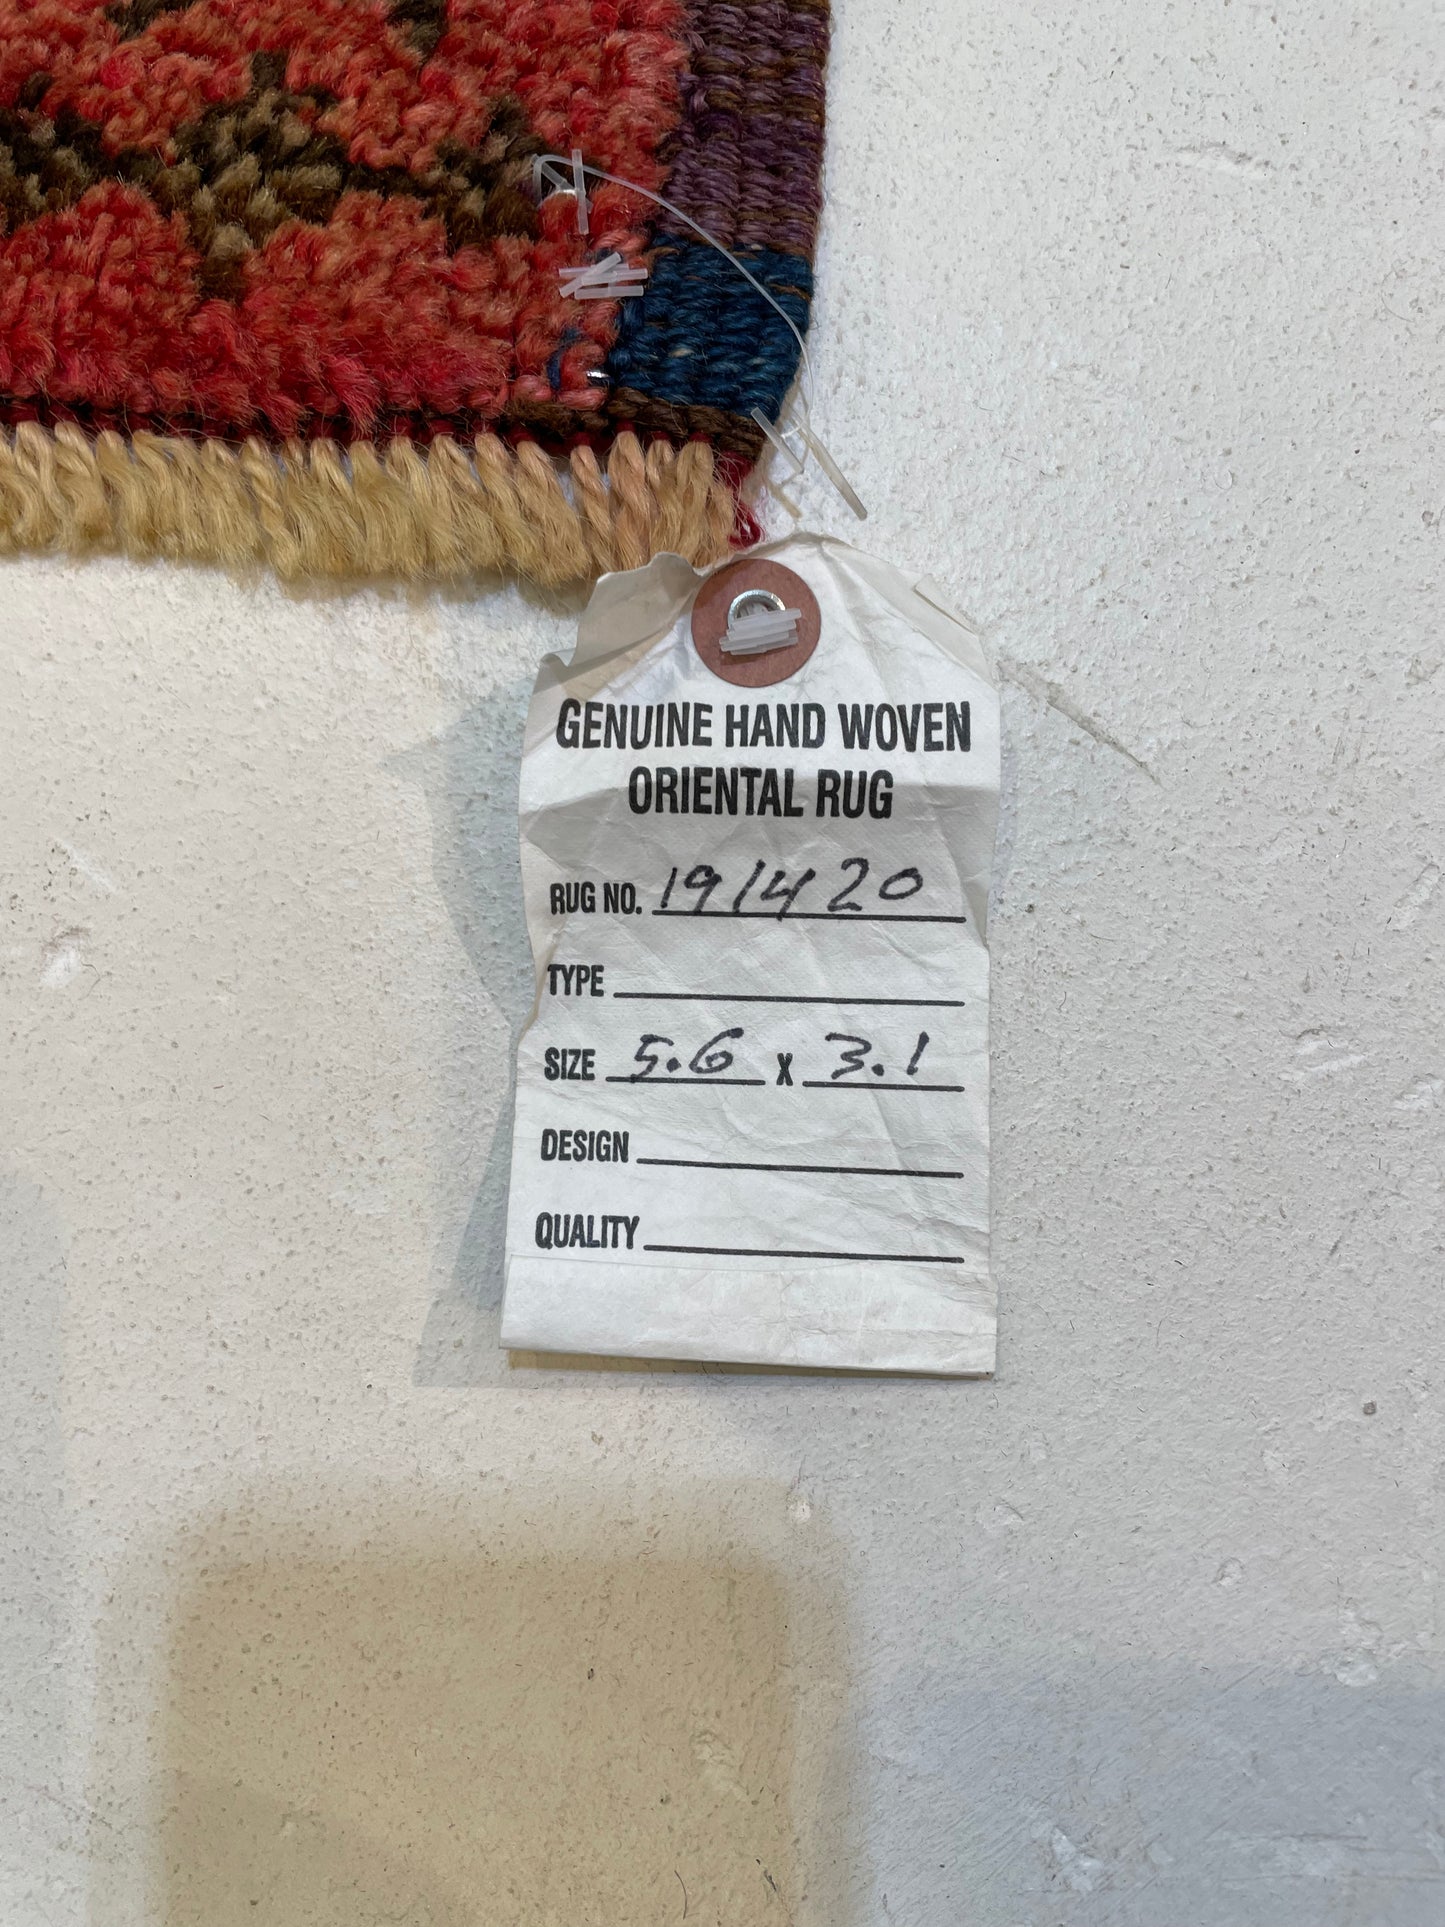 GENUINE HAND WOVEN
ORIENTAL RUG
RUG NO. 191420
TYPE
SIZE 5.6 X 3.1
DESIGN
QUALITY